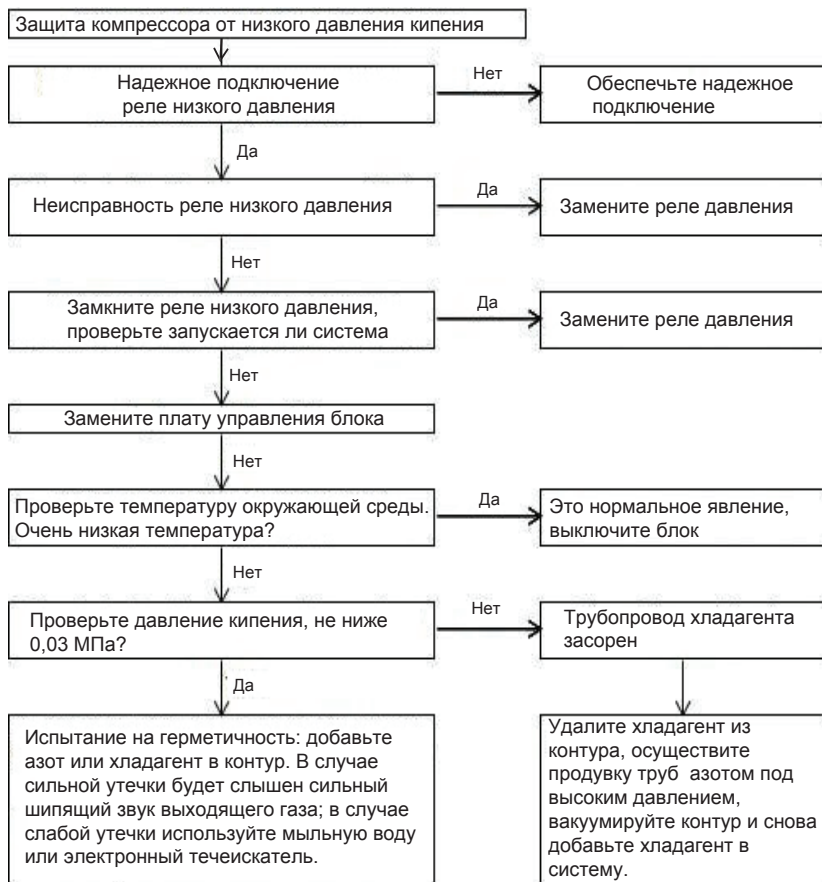 Защита компрессора от низкого давления кипения
Надежное подключение
реле низкого давления
Нет
Обеспечьте надежное
подключение
Да
Неисправность реле низкого давления
Да
Замените реле давления
Нет
Замкните реле низкого давления,
проверьте запускается ли система
Да
Замените реле давления
Нет
Замените плату управления блока
Нет
Проверьте температуру окружающей среды.
Очень низкая температура?
Да
Это нормальное явление,
выключите блок
Нет
Проверьте давление кипения, не ниже
0,03 МПа?
Нет
Трубопровод хладагента
засорен
Да
Испытание на герметичность: добавьте
азот или хладагент в контур. В случае
сильной утечки будет слышен сильный
шипящий звук выходящего газа; в случае
слабой утечки используйте мыльную воду
или электронный течеискатель.
Удалите хладагент из
контура, осуществите
продувку труб азотом под
высоким давлением,
вакуумируйте контур и снова
добавьте хладагент в
систему.